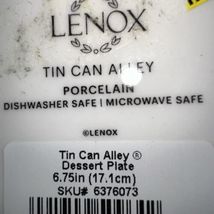 LENOX
TIN CAN ALLEY
PORCELAIN
DISHWASHER SAFE | MICROWAVE SAFE
©LENOX
Tin Can Alley ®
Dessert Plate
6.75in (17.1cm)
SKU# 6376073